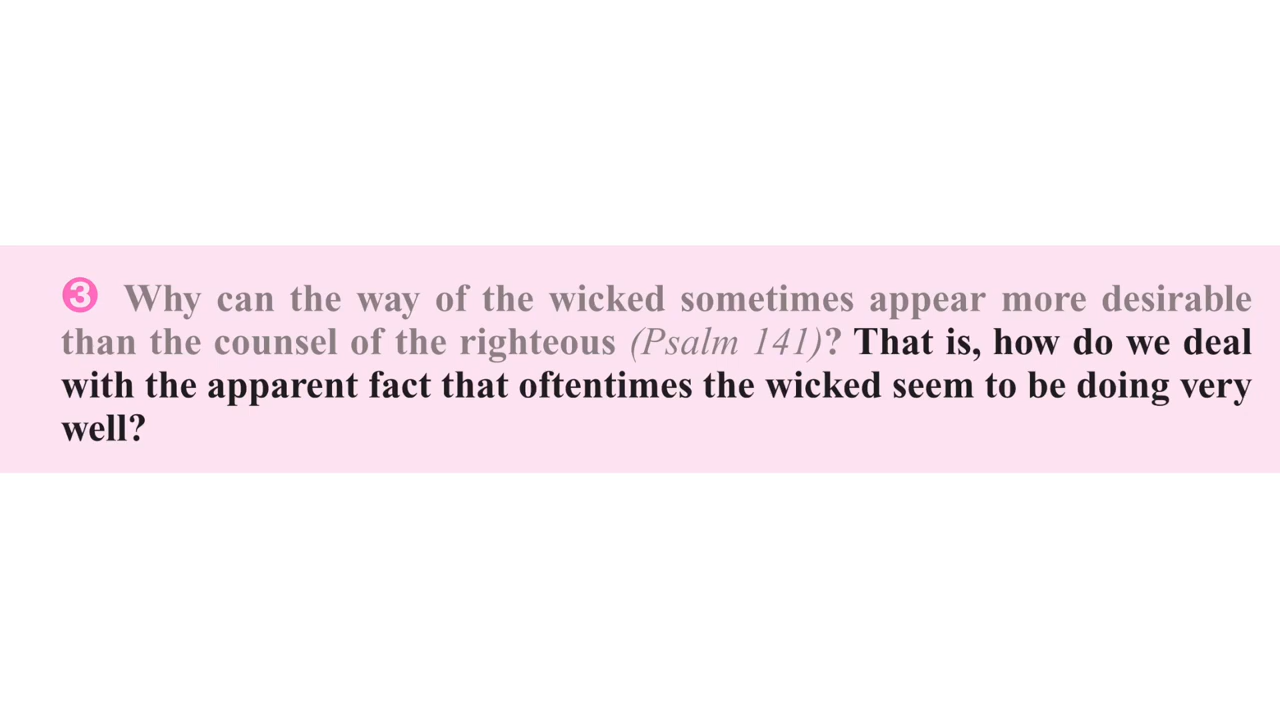 ❸ Why can the way of the wicked sometimes appear more desirable
than the counsel of the righteous (Psalm 141)? That is, how do we deal
with the apparent fact that oftentimes the wicked seem to be doing very
well?